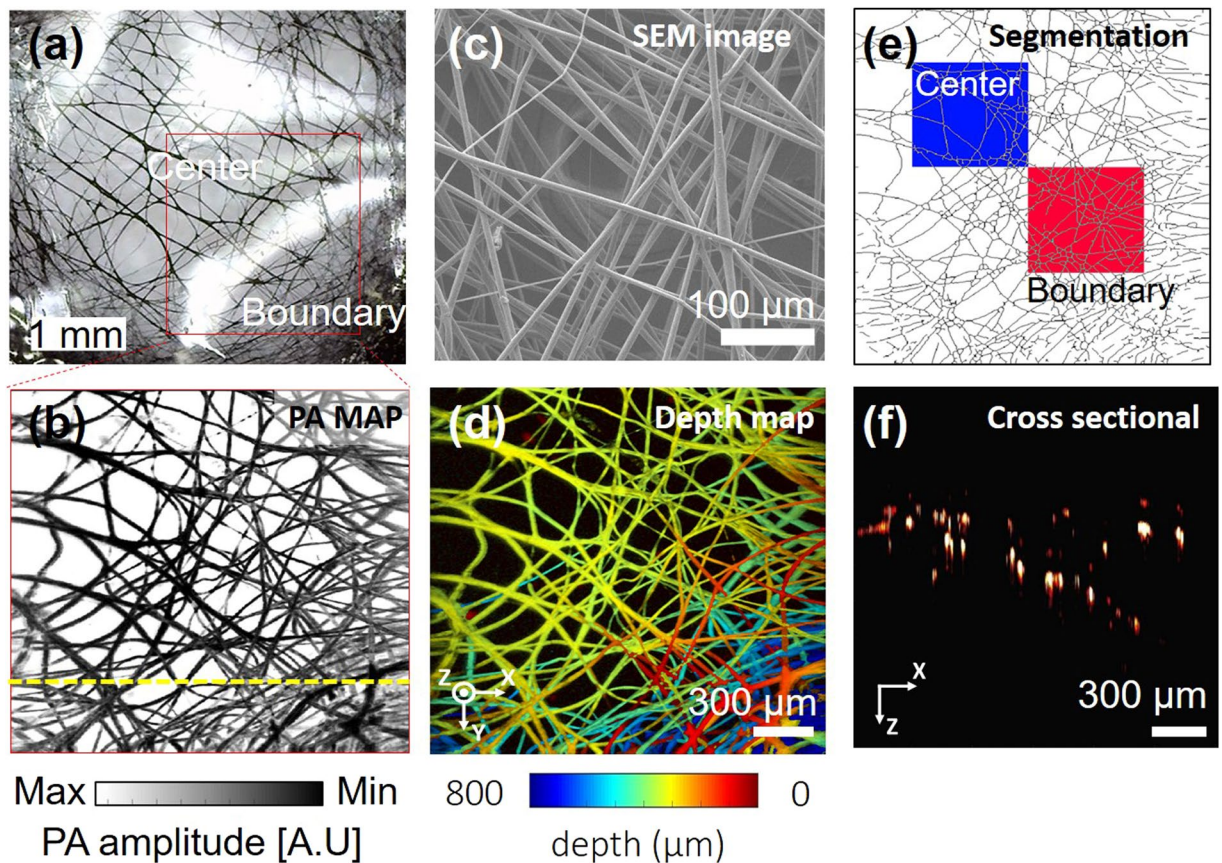 (a)
Center
Boundary
1 mm
(c)
SEM image
100 μm
(e)
Segmentation
Center
Boundary
(b)
PA MAP
(d)
Depth map
Z
X
Y
300 μm
(f)
Cross sectional
X
Z
300 μm
Max Min
PA amplitude [A.U]
800 0
depth (μm)